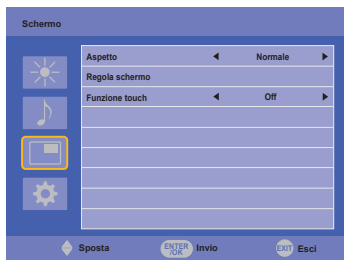 Schermo
Aspetto Normale
Regola schermo
Funzione touch Off
Sposta ENTER/OK Invio EXIT Esci